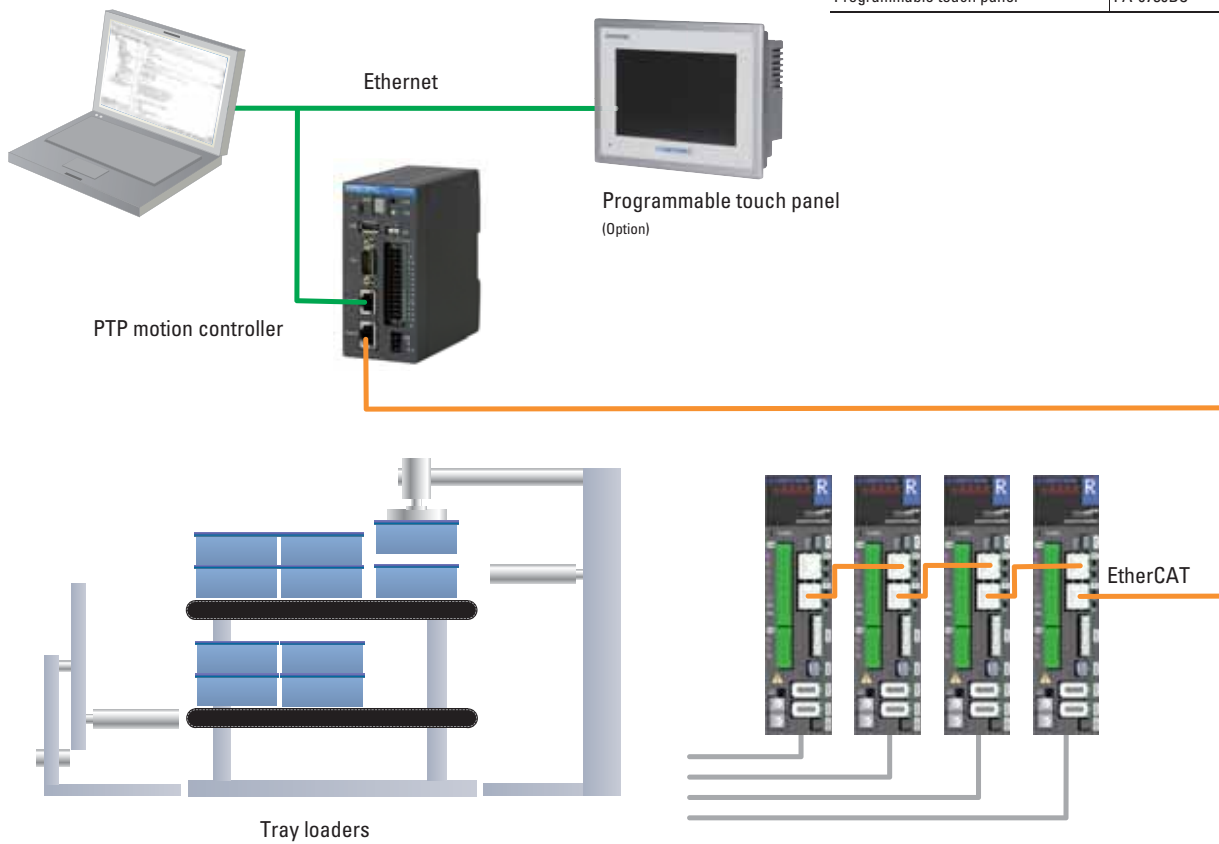 Ethernet
Programmable touch panel
(Option)
PTP motion controller
R
R
R
R
EtherCAT
Tray loaders